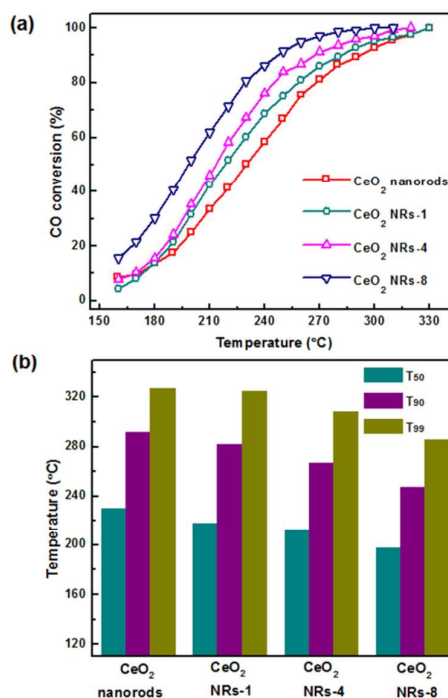 (a)
100
80
60
40
20
0
CO conversion (%)
CeO₂ nanorods
CeO₂ NRs-1
CeO₂ NRs-4
CeO₂ NRs-8
150 180 210 240 270 300 330
Temperature (°C)
(b)
320
280
240
200
160
120
Temperature (°C)
T₅₀
T₉₀
T₉₉
CeO₂ CeO₂ CeO₂ CeO₂
nanorods NRs-1 NRs-4 NRs-8